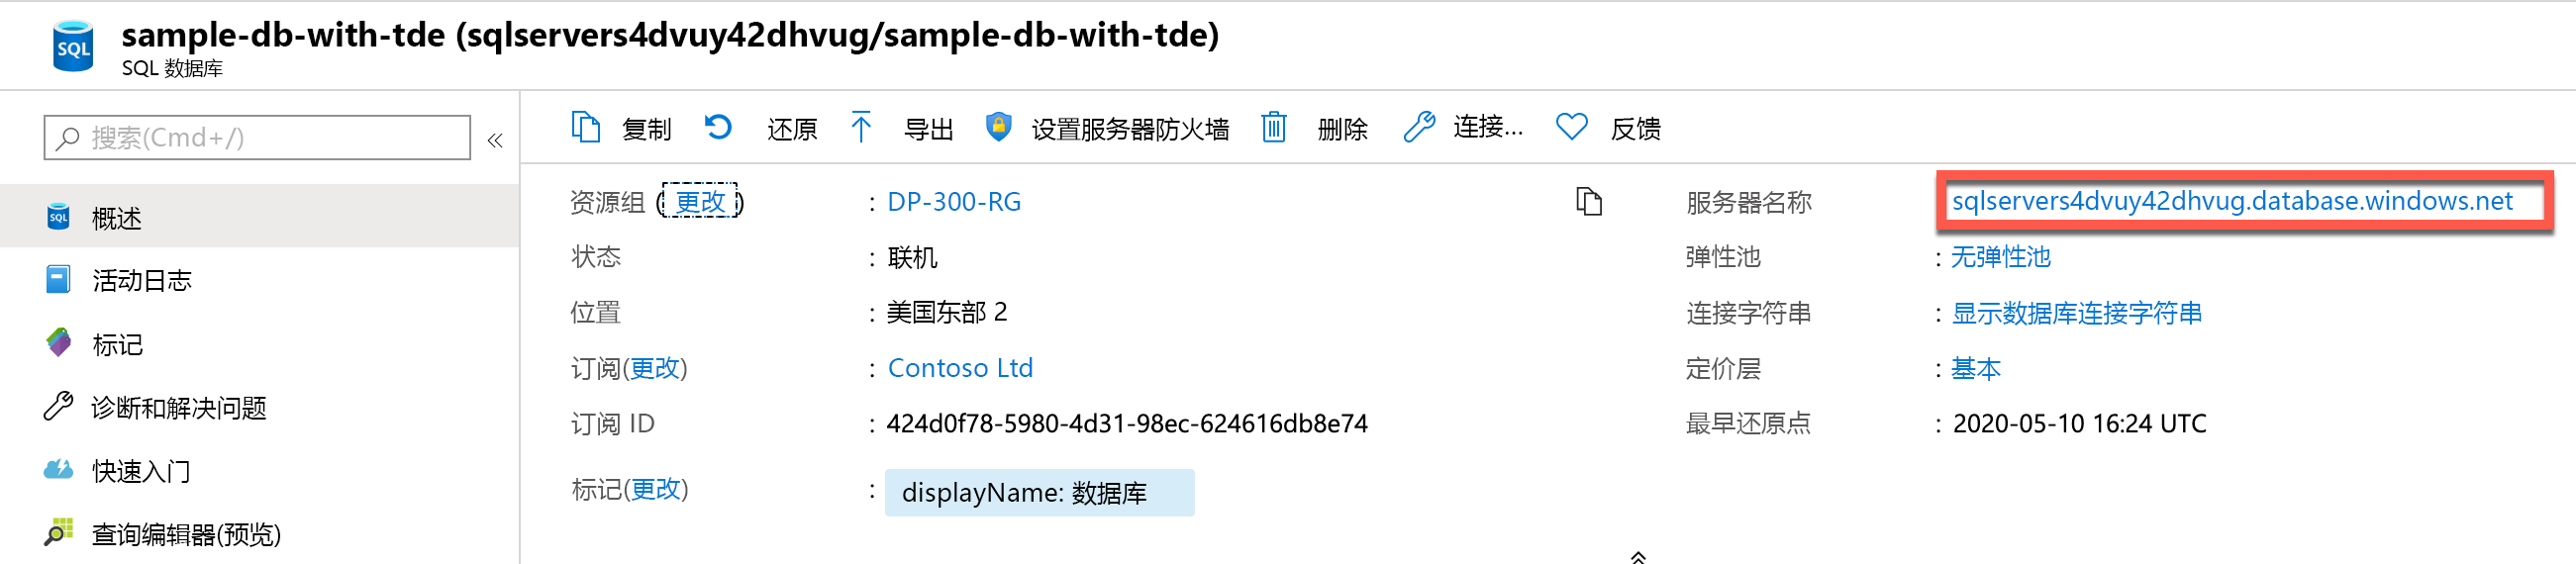 sample-db-with-tde (sqlservers4dvuy42dhvug/sample-db-with-tde)
SQL 数据库
搜索(Cmd+/)
«
复制 还原 导出 设置服务器防火墙 删除 连接... 反馈
概述
活动日志
标记
诊断和解决问题
快速入门
查询编辑器(预览)
资源组 (更改) : DP-300-RG
状态 : 联机
位置 : 美国东部 2
订阅(更改) : Contoso Ltd
订阅 ID : 424d0f78-5980-4d31-98ec-624616db8e74
标记(更改) : displayName: 数据库
服务器名称 sqlservers4dvuy42dhvug.database.windows.net
弹性池 : 无弹性池
连接字符串 : 显示数据库连接字符串
定价层 : 基本
最早还原点 : 2020-05-10 16:24 UTC
SQL
SQL